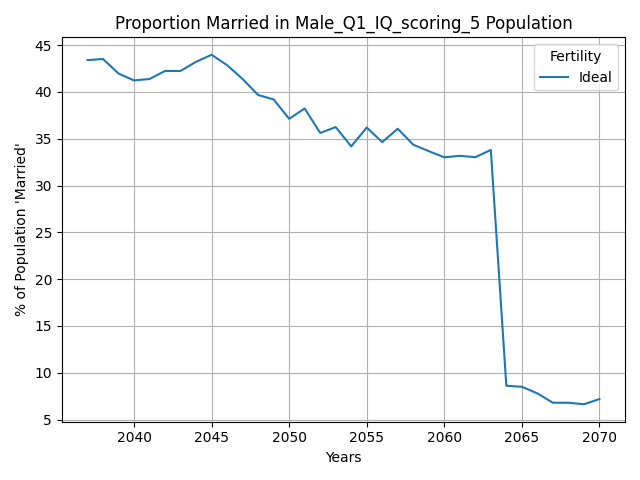 Proportion Married in Male_Q1_IQ_scoring_5 Population
Fertility
Ideal
% of Population 'Married'
45
40
35
30
25
20
15
10
5
2040 2045 2050 2055 2060 2065 2070
Years